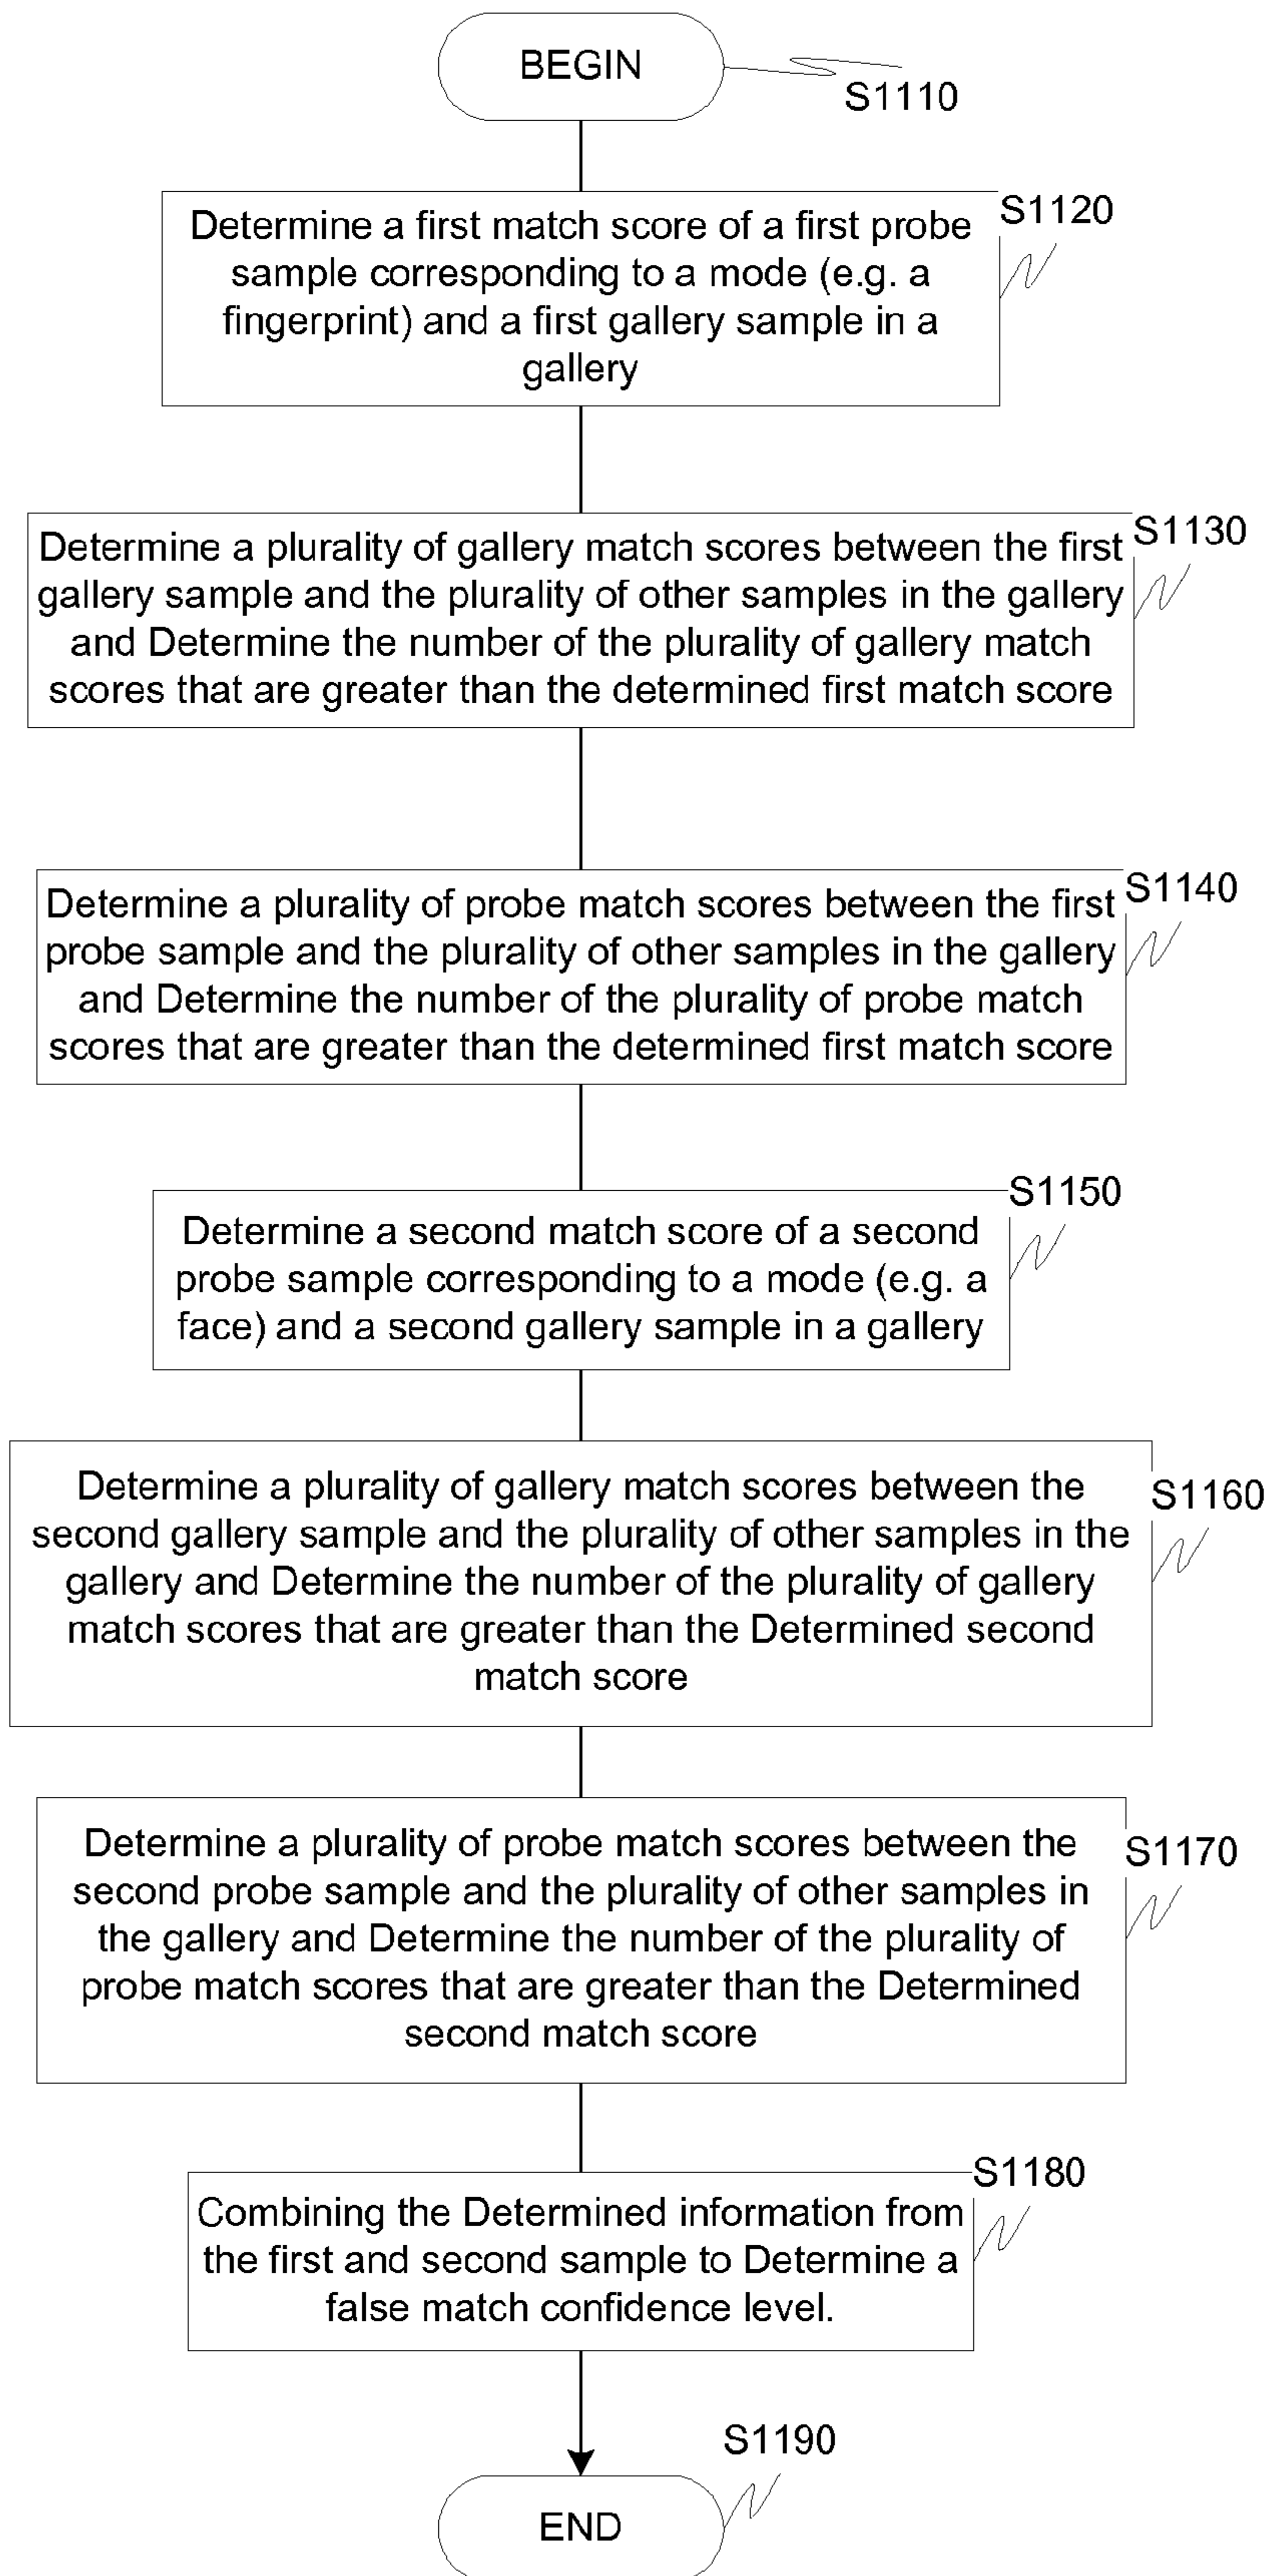 BEGIN
S1110
Determine a first match score of a first probe
sample corresponding to a mode (e.g. a
fingerprint) and a first gallery sample in a
gallery
S1120
Determine a plurality of gallery match scores between the first
gallery sample and the plurality of other samples in the gallery
and Determine the number of the plurality of gallery match
scores that are greater than the determined first match score
S1130
Determine a plurality of probe match scores between the first
probe sample and the plurality of other samples in the gallery
and Determine the number of the plurality of probe match
scores that are greater than the determined first match score
S1140
Determine a second match score of a second
probe sample corresponding to a mode (e.g. a
face) and a second gallery sample in a gallery
S1150
Determine a plurality of gallery match scores between the
second gallery sample and the plurality of other samples in the
gallery and Determine the number of the plurality of gallery
match scores that are greater than the Determined second
match score
S1160
Determine a plurality of probe match scores between the
second probe sample and the plurality of other samples in
the gallery and Determine the number of the plurality of
probe match scores that are greater than the Determined
second match score
S1170
Combining the Determined information from
the first and second sample to Determine a
false match confidence level.
S1180
END
S1190